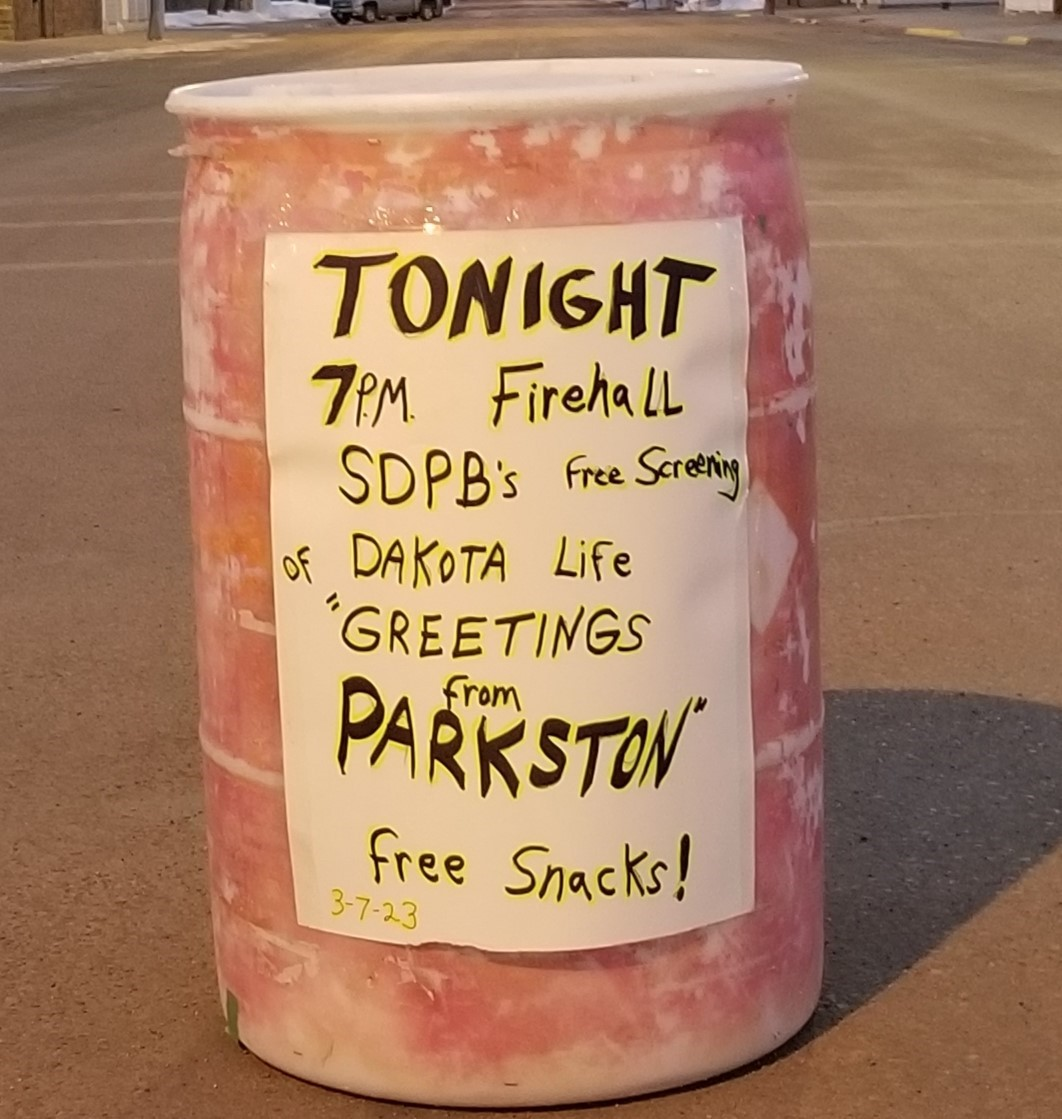 TONIGHT
7P.M. FirehaLL
SDPB's Free Screening
OF DAKOTA Life
"GREETINGS
from
PARKSTON"
free Snacks!
3-7-23